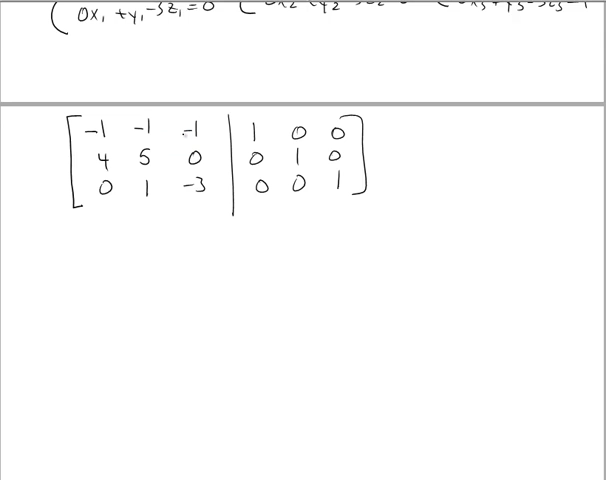 0x₁ + y₁ - 3z₁ = 0
-1 -1 -1 | 1 0 0
4 5 0 | 0 1 0
0 1 -3 | 0 0 1